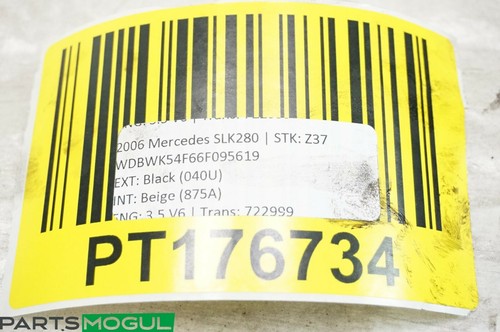 2006 Mercedes SLK280 | STK: Z37
WDBWK54F66F095619
EXT: Black (040U)
INT: Beige (875A)
ENG: 3.5 V6 | Trans: 722999
PT176734
PARTSMOGUL